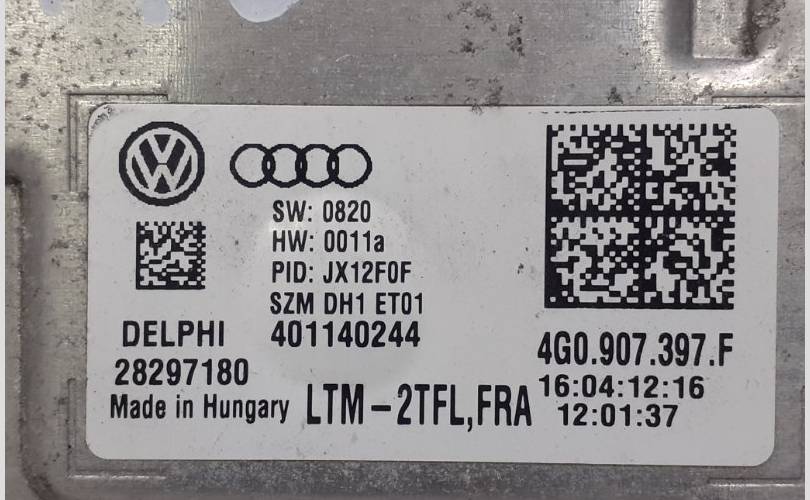 SW: 0820
HW: 0011a
PID: JX12F0F
SZM DH1 ET01
401140244
DELPHI
28297180
Made in Hungary
LTM-2TFL,FRA
4G0.907.397.F
16:04:12:16
12:01:37